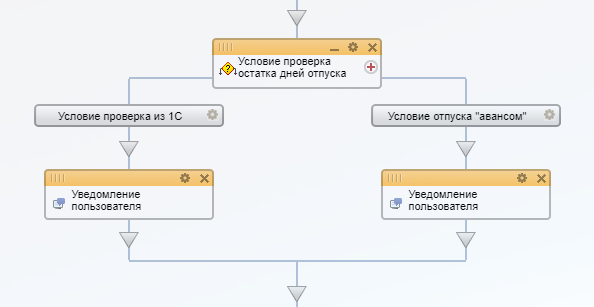 Условие проверка
остатка дней отпуска
Условие проверка из 1С
Условие отпуска "авансом"
Уведомление
пользователя
Уведомление
пользователя